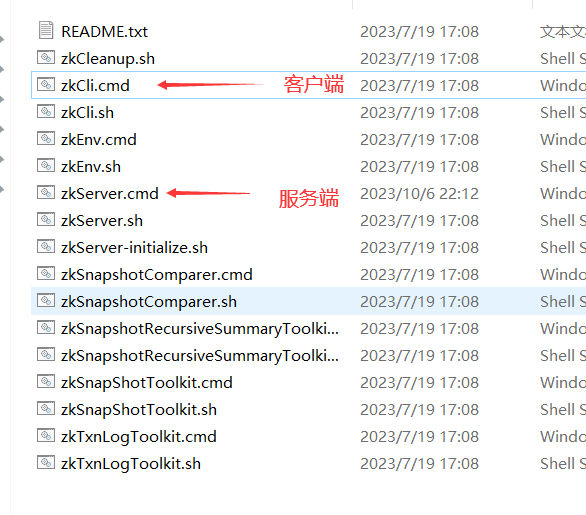 README.txt 2023/7/19 17:08 文本文
zkCleanup.sh 2023/7/19 17:08 Shell S
zkCli.cmd 客户端 2023/7/19 17:08 Windo
zkCli.sh 2023/7/19 17:08 Shell S
zkEnv.cmd 2023/7/19 17:08 Windo
zkEnv.sh 2023/7/19 17:08 Shell S
zkServer.cmd 服务端 2023/10/6 22:12 Windo
zkServer.sh 2023/7/19 17:08 Shell S
zkServer-initialize.sh 2023/7/19 17:08 Shell S
zkSnapshotComparer.cmd 2023/7/19 17:08 Windo
zkSnapshotComparer.sh 2023/7/19 17:08 Shell S
zkSnapshotRecursiveSummaryToolki... 2023/7/19 17:08 Windo
zkSnapshotRecursiveSummaryToolki... 2023/7/19 17:08 Shell S
zkSnapShotToolkit.cmd 2023/7/19 17:08 Windo
zkSnapShotToolkit.sh 2023/7/19 17:08 Shell S
zkTxnLogToolkit.cmd 2023/7/19 17:08 Windo
zkTxnLogToolkit.sh 2023/7/19 17:08 Shell S